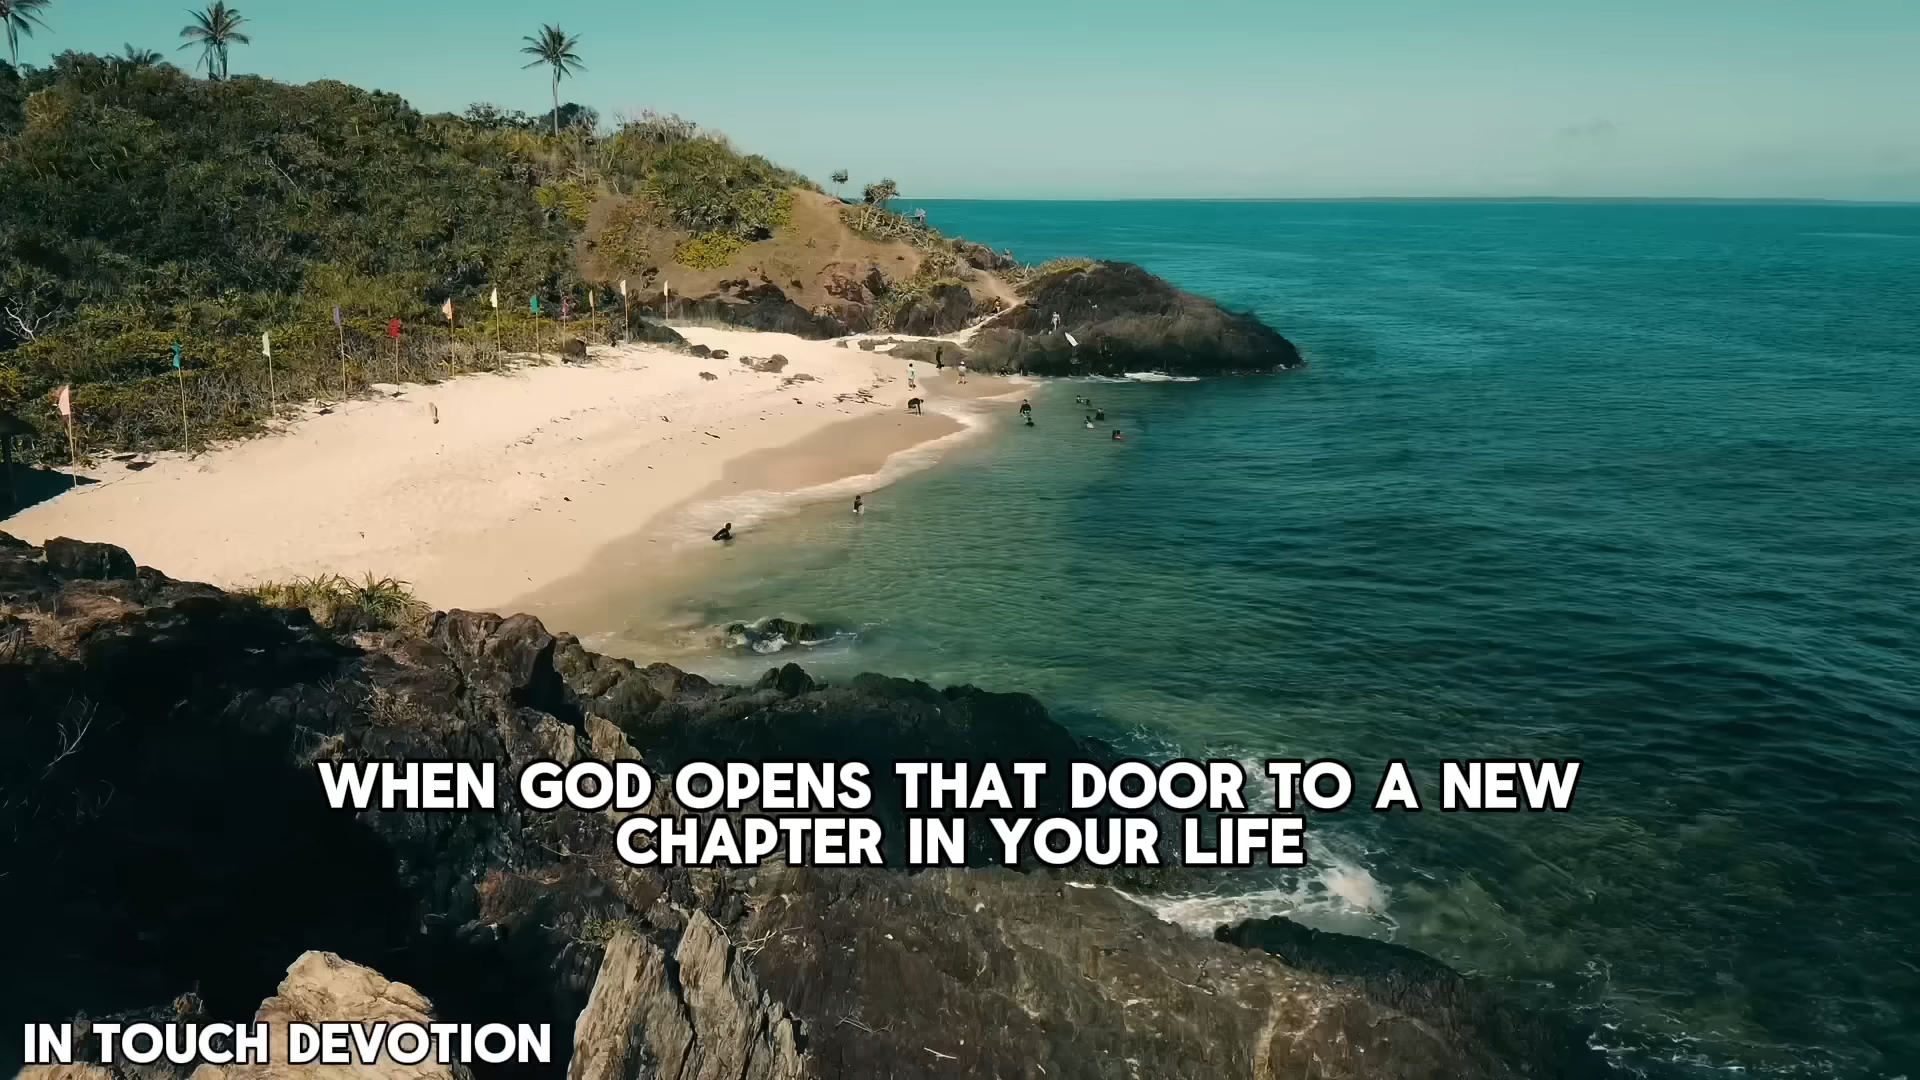 WHEN GOD OPENS THAT DOOR TO A NEW
CHAPTER IN YOUR LIFE
IN TOUCH DEVOTION